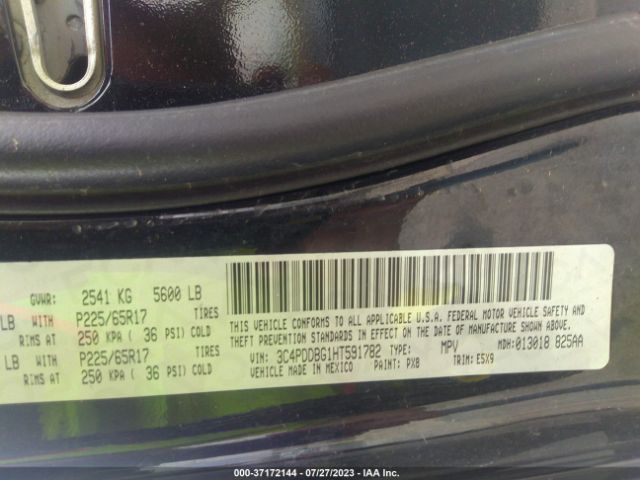 GVWR: 2541 KG 5600 LB
LB WITH P225/65R17 TIRES
RIMS AT 250 KPA ( 36 PSI) COLD
LB WITH P225/65R17 TIRES
RIMS AT 250 KPA ( 36 PSI) COLD
THIS VEHICLE CONFORMS TO ALL APPLICABLE U.S.A. FEDERAL MOTOR VEHICLE SAFETY AND
THEFT PREVENTION STANDARDS IN EFFECT ON THE DATE OF MANUFACTURE SHOWN ABOVE.
VIN: 3C4PDDBG1HT591782 TYPE: MPV MDH: 013018 825AA
VEHICLE MADE IN MEXICO PAINT: PX8 TRIM: E5X9
000-37172144 - 07/27/2023 - IAA Inc.